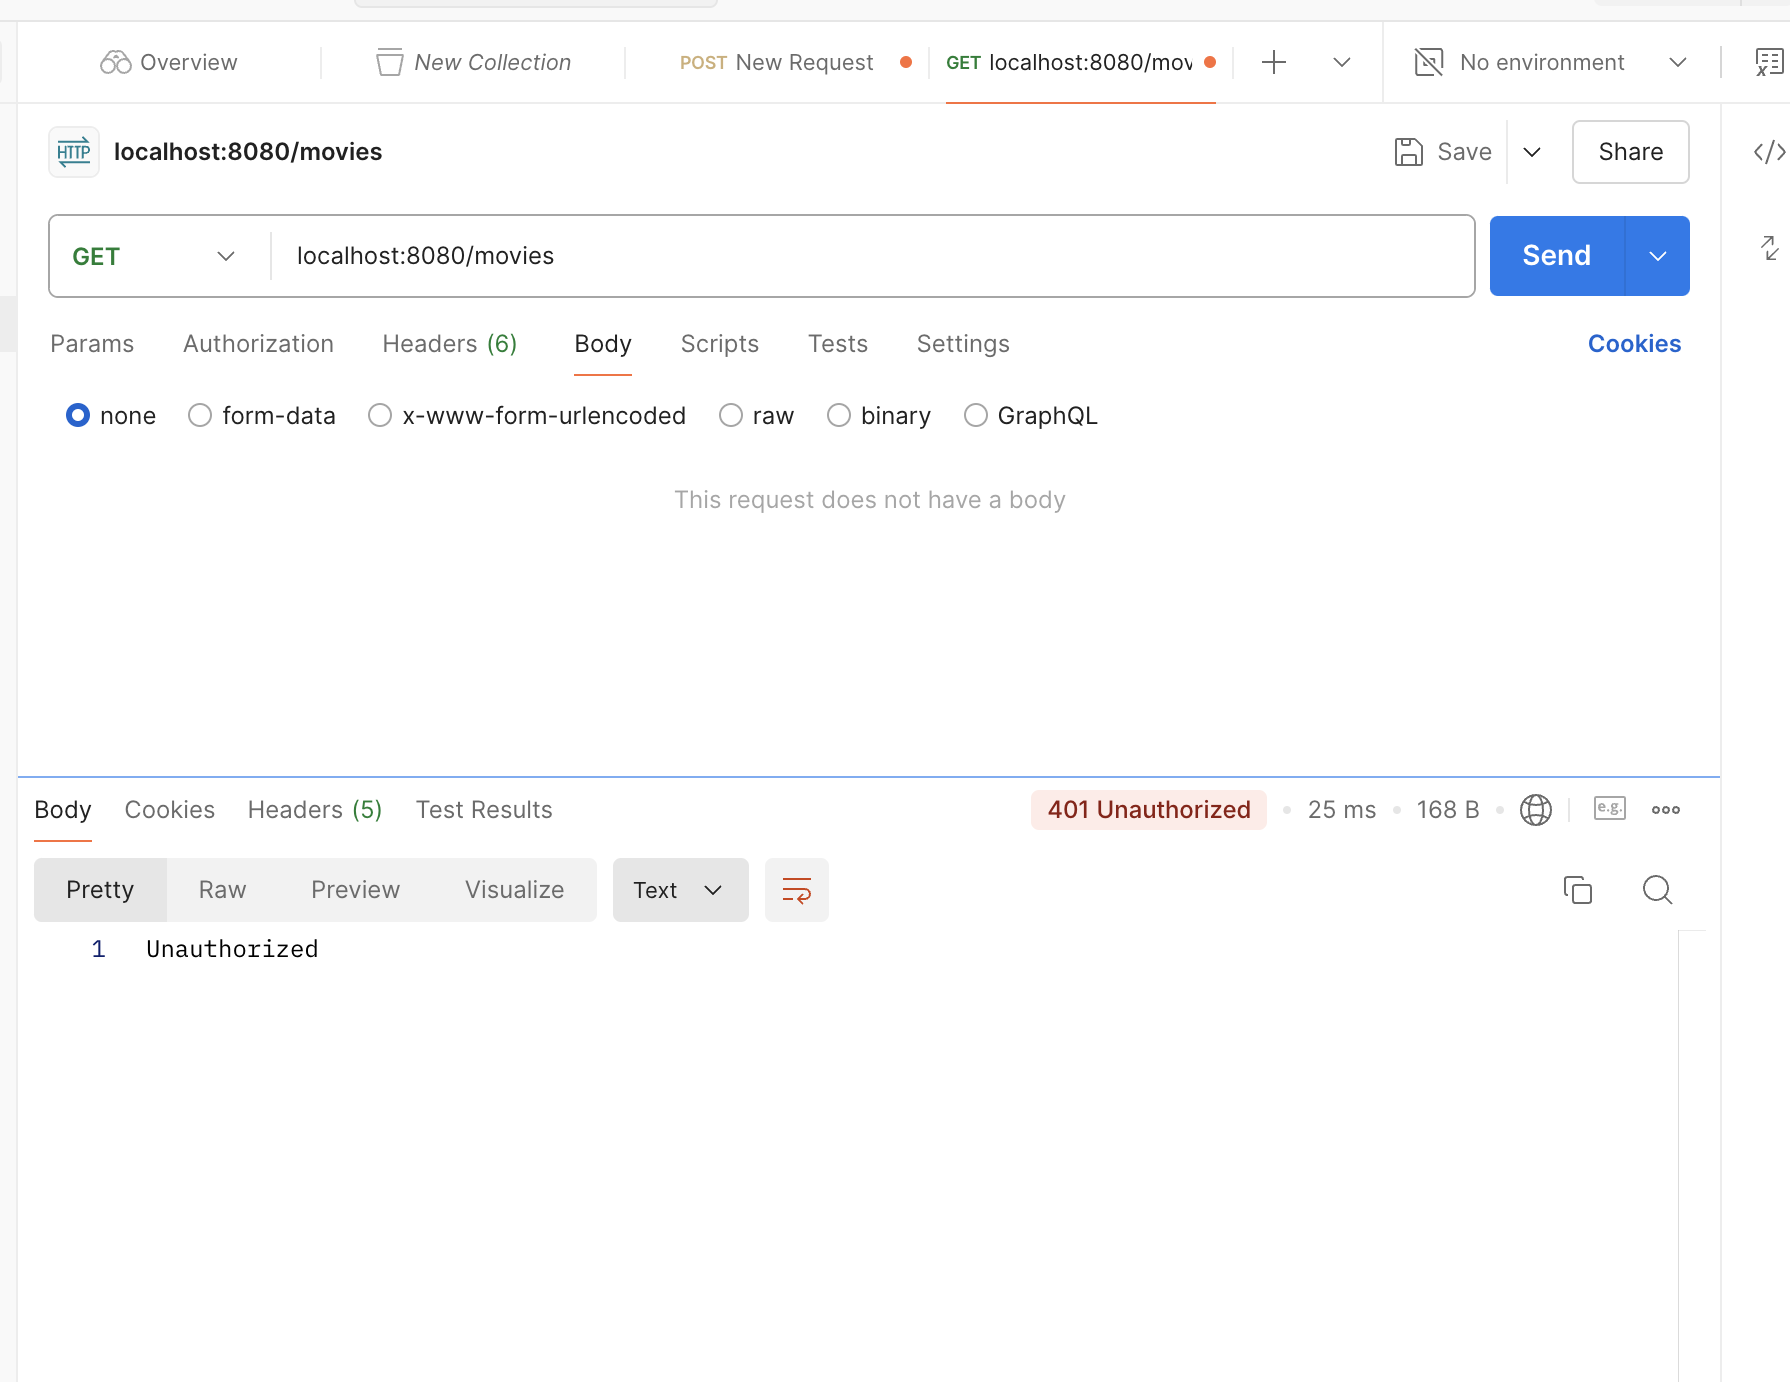 Overview
New Collection
POST New Request
GET localhost:8080/mov
No environment
HTTP localhost:8080/movies
Save
Share
GET
localhost:8080/movies
Send
Params
Authorization
Headers (6)
Body
Scripts
Tests
Settings
Cookies
none
form-data
x-www-form-urlencoded
raw
binary
GraphQL
This request does not have a body
Body
Cookies
Headers (5)
Test Results
401 Unauthorized
25 ms
168 B
e.g.
Pretty
Raw
Preview
Visualize
Text
1 Unauthorized